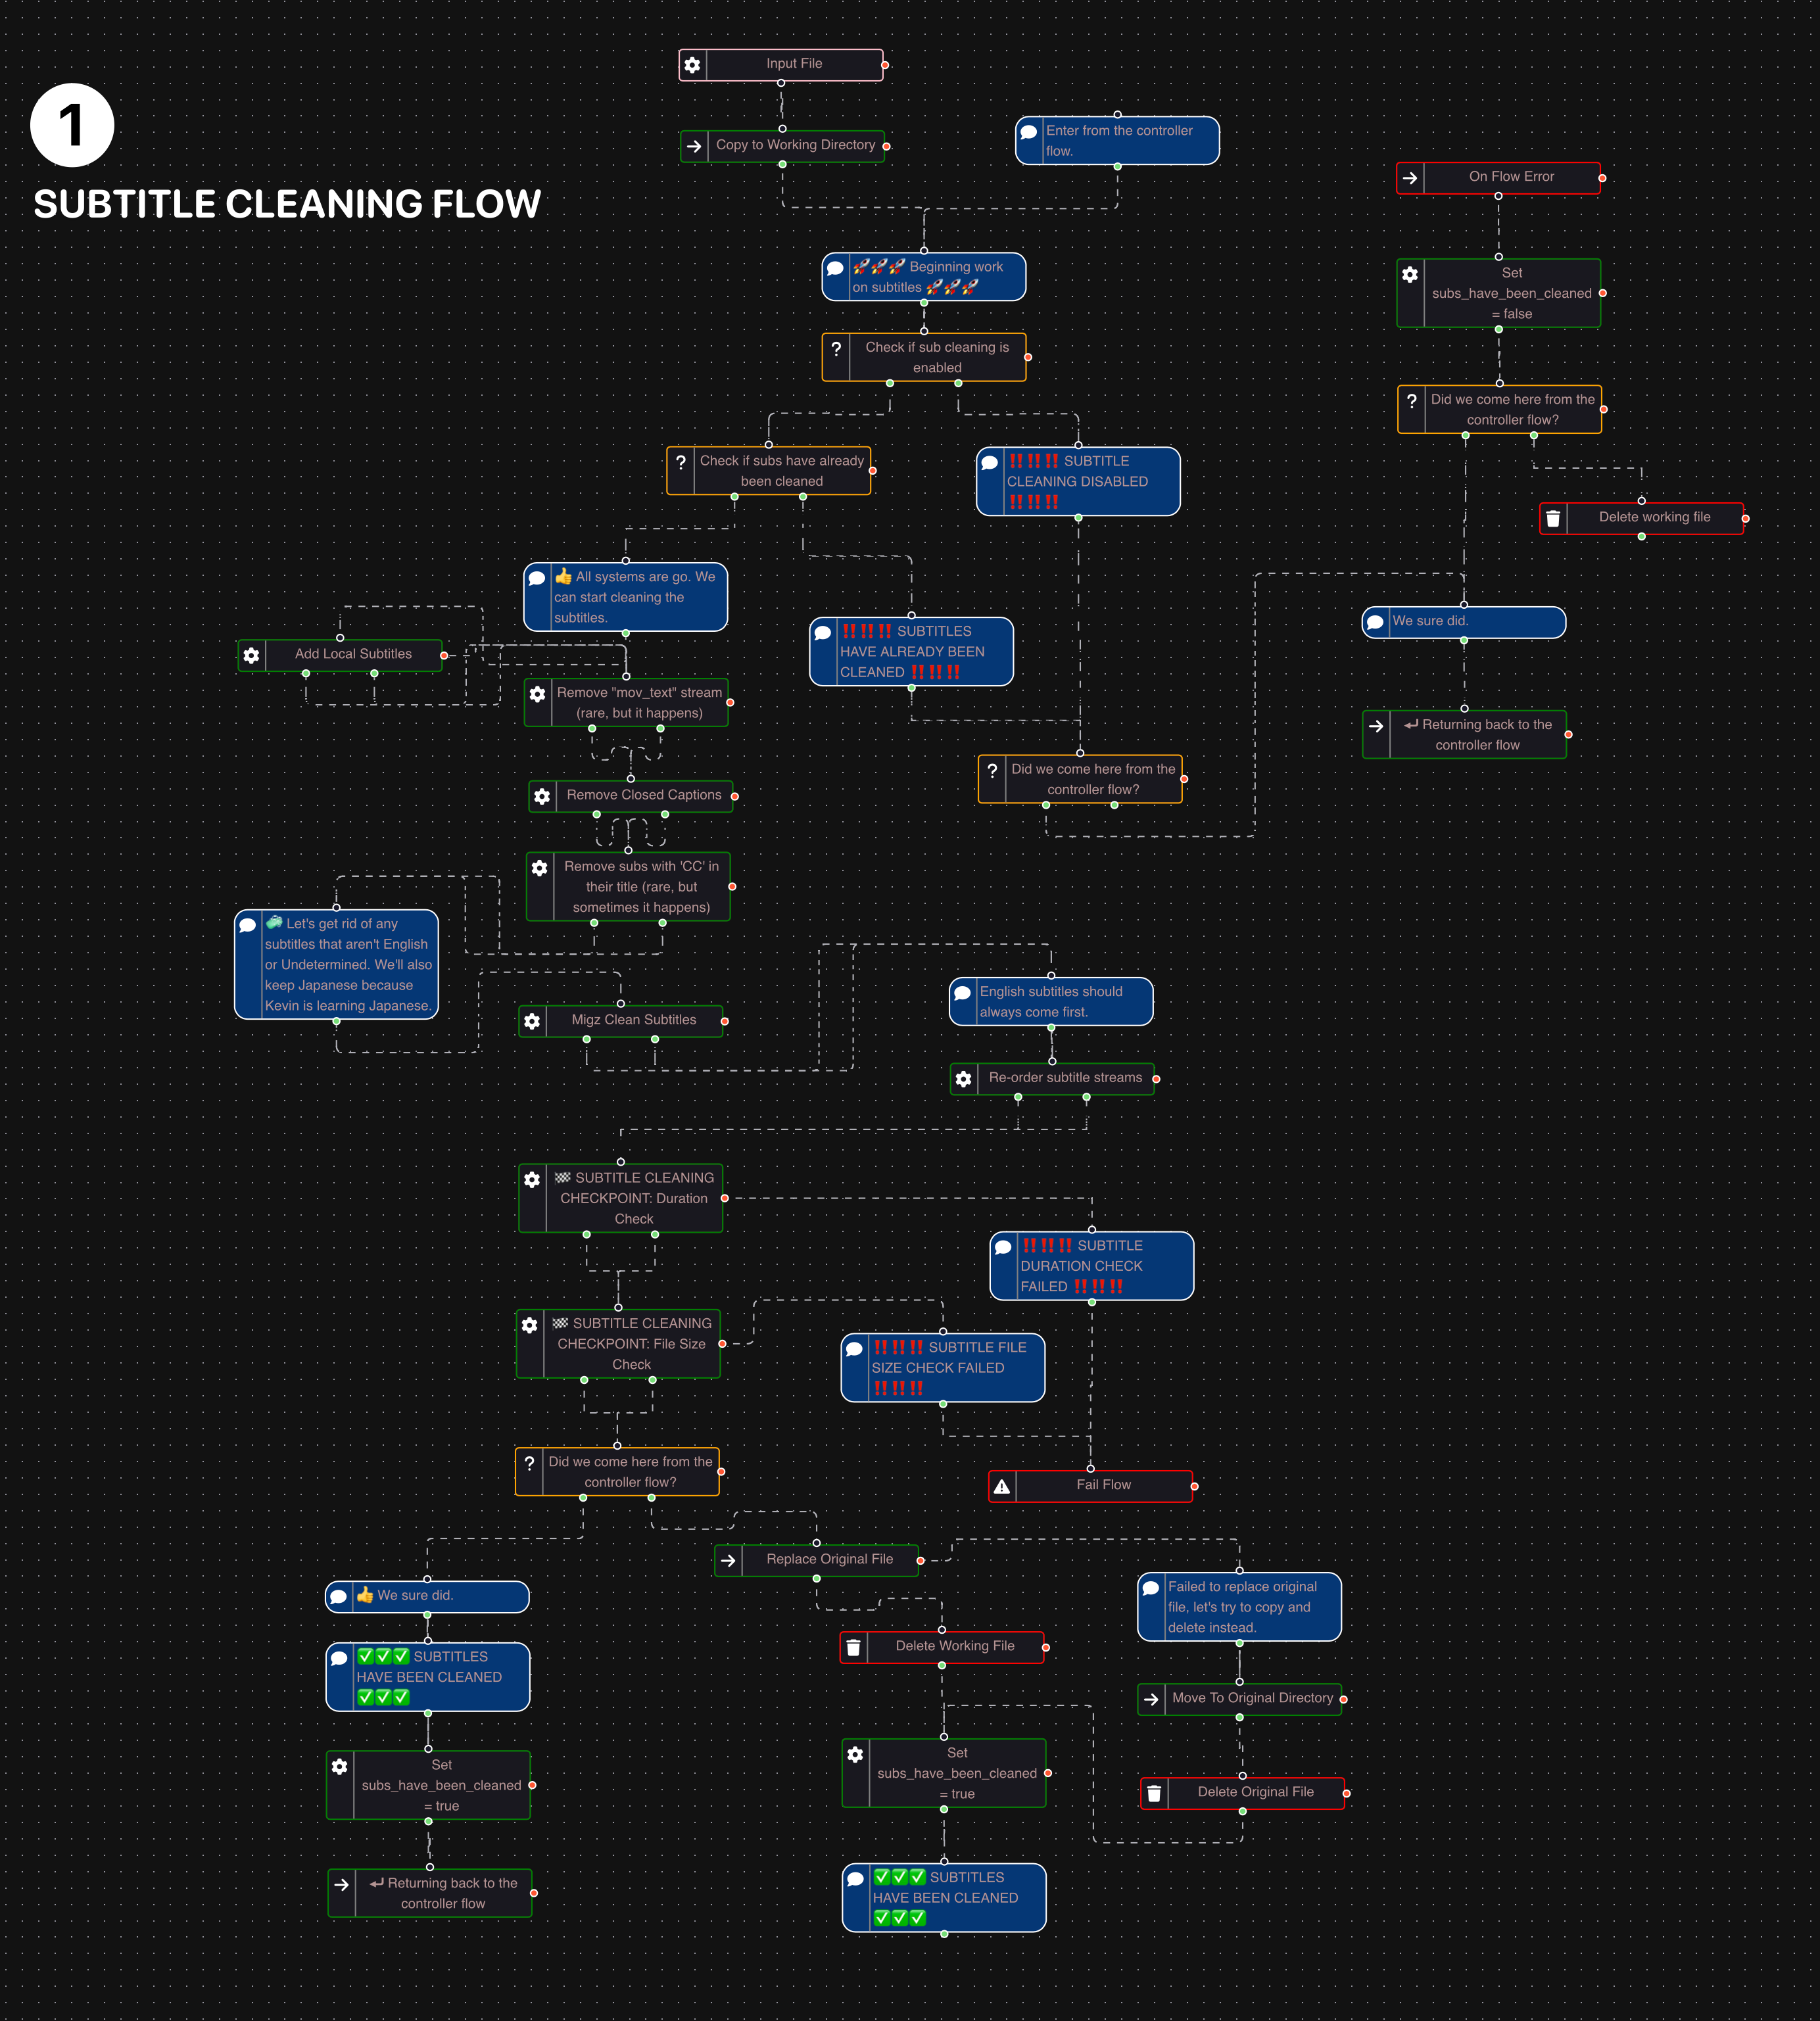 1
SUBTITLE CLEANING FLOW
Input File
Copy to Working Directory
Enter from the controller
flow.
On Flow Error
🚀🚀🚀 Beginning work
on subtitles 🚀🚀🚀
Set
subs_have_been_cleaned
= false
Check if sub cleaning is
enabled
Did we come here from the
controller flow?
Check if subs have already
been cleaned
‼️‼️‼️ SUBTITLE
CLEANING DISABLED
‼️‼️‼️
Delete working file
👍 All systems are go. We
can start cleaning the
subtitles.
‼️‼️‼️ SUBTITLES
HAVE ALREADY BEEN
CLEANED ‼️‼️‼️
We sure did.
Add Local Subtitles
Remove "mov_text" stream
(rare, but it happens)
↵ Returning back to the
controller flow
Did we come here from the
controller flow?
Remove Closed Captions
Remove subs with 'CC' in
their title (rare, but
sometimes it happens)
🧼 Let's get rid of any
subtitles that aren't English
or Undetermined. We'll also
keep Japanese because
Kevin is learning Japanese.
English subtitles should
always come first.
Migz Clean Subtitles
Re-order subtitle streams
🏁 SUBTITLE CLEANING
CHECKPOINT: Duration
Check
‼️‼️‼️ SUBTITLE
DURATION CHECK
FAILED ‼️‼️‼️
🏁 SUBTITLE CLEANING
CHECKPOINT: File Size
Check
‼️‼️‼️ SUBTITLE FILE
SIZE CHECK FAILED
‼️‼️‼️
Did we come here from the
controller flow?
Fail Flow
Replace Original File
👍 We sure did.
Failed to replace original
file, let's try to copy and
delete instead.
Delete Working File
✅✅✅ SUBTITLES
HAVE BEEN CLEANED
✅✅✅
Move To Original Directory
Set
subs_have_been_cleaned
= true
Set
subs_have_been_cleaned
= true
Delete Original File
↵ Returning back to the
controller flow
✅✅✅ SUBTITLES
HAVE BEEN CLEANED
✅✅✅